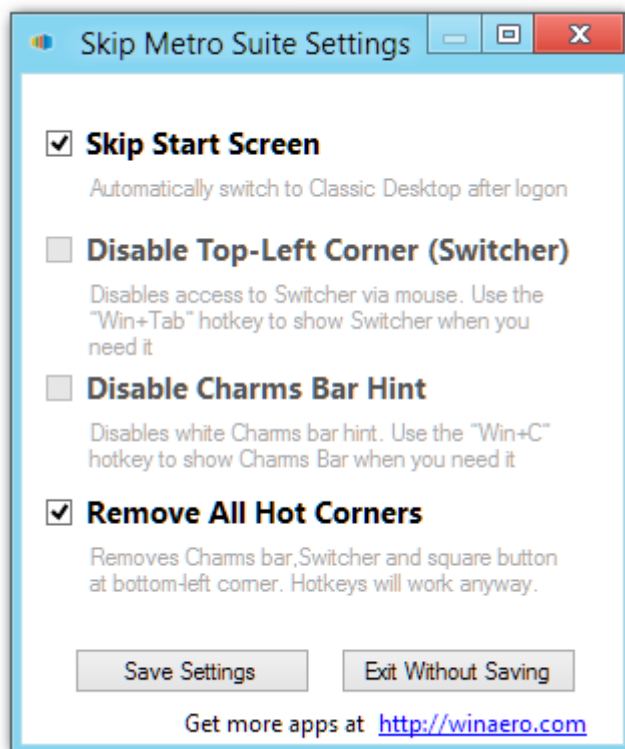 Skip Metro Suite Settings
Skip Start Screen
Automatically switch to Classic Desktop after logon
Disable Top-Left Corner (Switcher)
Disables access to Switcher via mouse. Use the
"Win+Tab" hotkey to show Switcher when you
need it
Disable Charms Bar Hint
Disables white Charms bar hint. Use the "Win+C"
hotkey to show Charms Bar when you need it
Remove All Hot Corners
Removes Charms bar,Switcher and square button
at bottom-left corner. Hotkeys will work anyway.
Save Settings Exit Without Saving
Get more apps at http://winaero.com